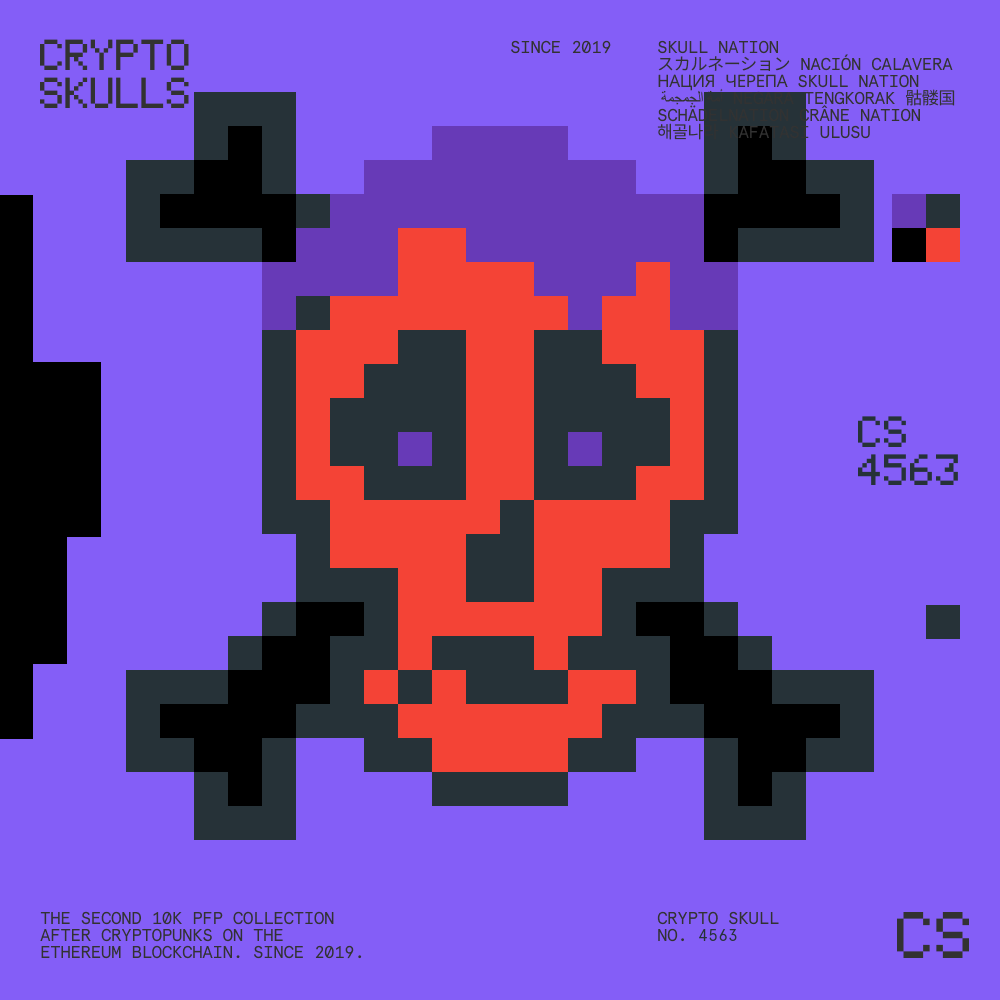 CRYPTO
SKULLS
SINCE 2019
SKULL NATION
スカルネーション NACIÓN CALAVERA
НАЦИЯ ЧЕРЕПА SKULL NATION
TENGKORAK 骷髅国
CRÂNE NATION
해골 ULUSU
CS
4563
THE SECOND 10K PFP COLLECTION
AFTER CRYPTOPUNKS ON THE
ETHEREUM BLOCKCHAIN. SINCE 2019.
CRYPTO SKULL
NO. 4563
CS